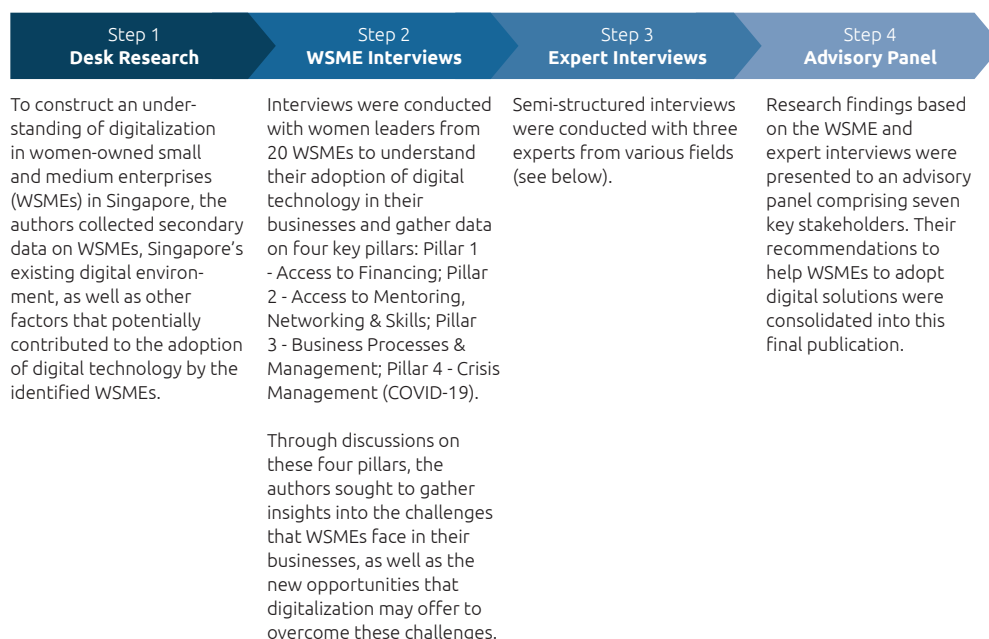 Step 1
Desk Research
To construct an under-
standing of digitalization
in women-owned small
and medium enterprises
(WSMEs) in Singapore, the
authors collected secondary
data on WSMEs, Singapore's
existing digital environ-
ment, as well as other
factors that potentially
contributed to the adoption
of digital technology by the
identified WSMEs.
Step 2
WSME Interviews
Interviews were conducted
with women leaders from
20 WSMEs to understand
their adoption of digital
technology in their
businesses and gather data
on four key pillars: Pillar 1
- Access to Financing; Pillar
2 - Access to Mentoring,
Networking & Skills; Pillar
3 - Business Processes &
Management; Pillar 4 - Crisis
Management (COVID-19).
Through discussions on
these four pillars, the
authors sought to gather
insights into the challenges
that WSMEs face in their
businesses, as well as the
new opportunities that
digitalization may offer to
overcome these challenges.
Step 3
Expert Interviews
Semi-structured interviews
were conducted with three
experts from various fields
(see below).
Step 4
Advisory Panel
Research findings based
on the WSME and
expert interviews were
presented to an advisory
panel comprising seven
key stakeholders. Their
recommendations to
help WSMEs to adopt
digital solutions were
consolidated into this
final publication.